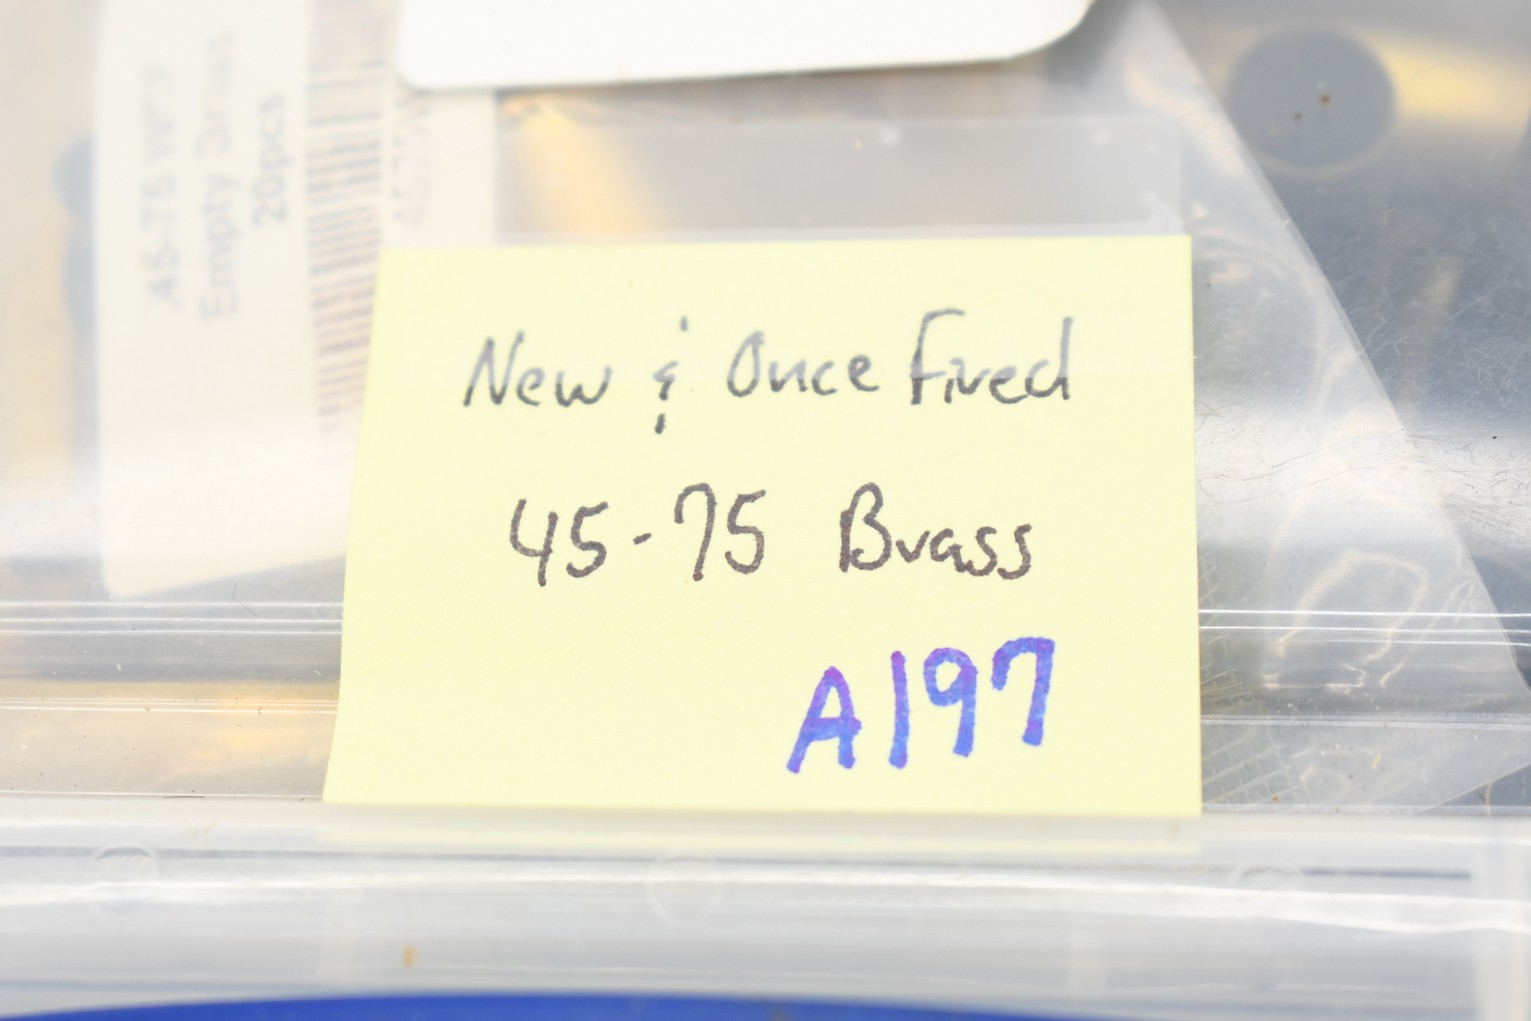 New & Once Fired
45-75 Brass
A197
45-75 WCF
Empty Brass
20pcs